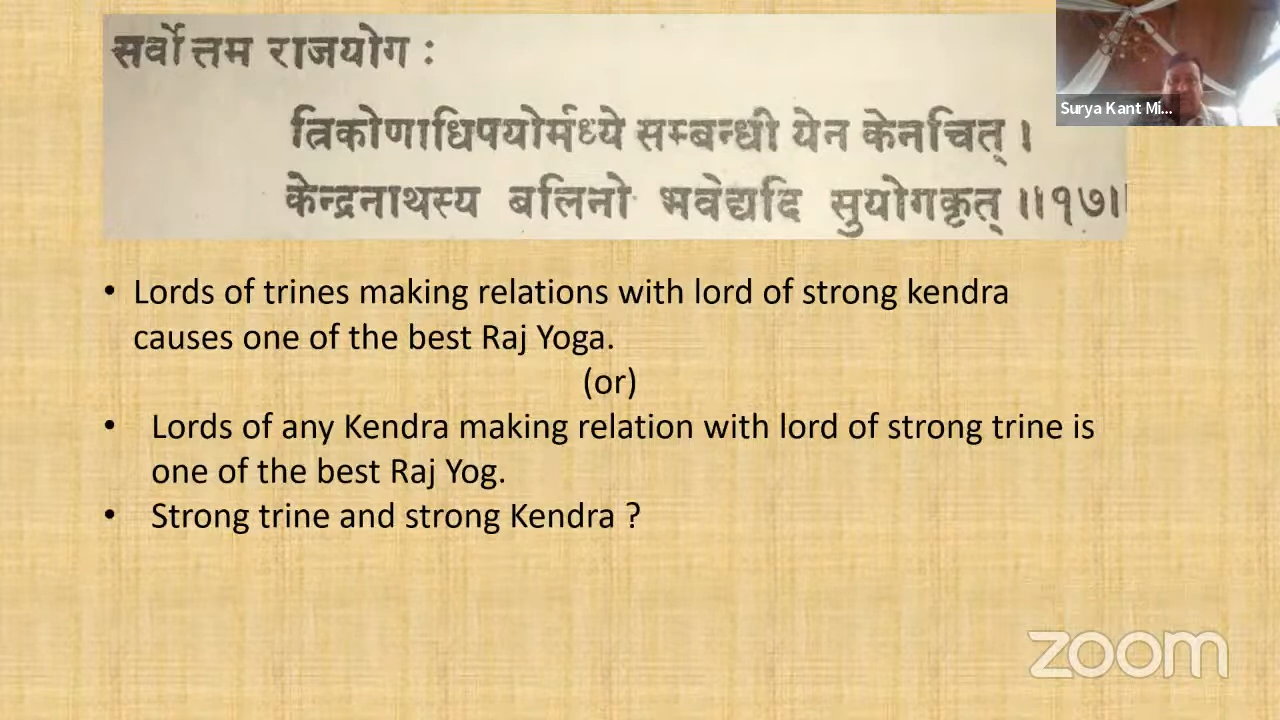 सर्वोत्तम राजयोग :
त्रिकोणाधिपयोर्मध्ये सम्बन्धी येन केनचित् ।
केन्द्रनाथस्य बलिनो भवेद्यदि सुयोगकृत् ॥१७॥
• Lords of trines making relations with lord of strong kendra
causes one of the best Raj Yoga.
(or)
• Lords of any Kendra making relation with lord of strong trine is
one of the best Raj Yog.
• Strong trine and strong Kendra ?
Surya Kant Mi...
zoom